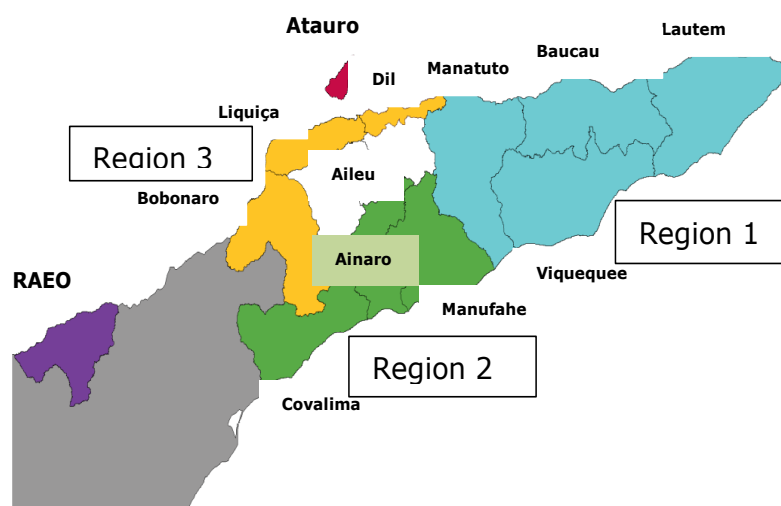 Atauro
Lautem
Baucau
Dil
Manatuto
Liquiça
Region 3
Aileu
Bobonaro
Region 1
Ainaro
RAEO
Viquequee
Manufahe
Region 2
Covalima